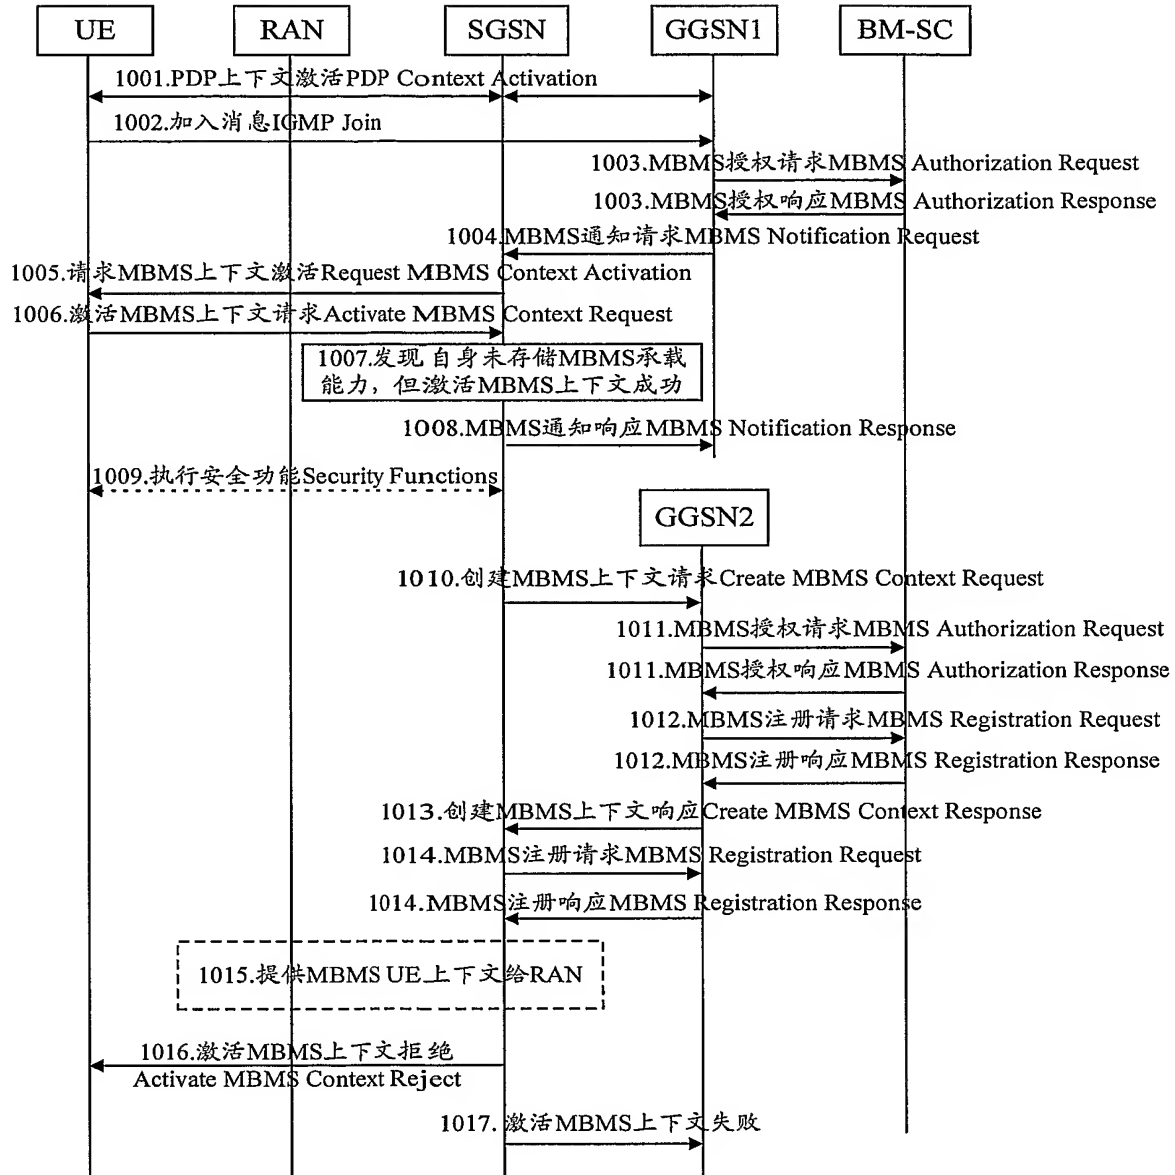 UE RAN SGSN GGSN1 BM-SC
1001.PDP上下文激活PDP Context Activation
1002.加入消息IGMP Join
1003.MBMS授权请求MBMS Authorization Request
1003.MBMS授权响应MBMS Authorization Response
1004.MBMS通知请求MBMS Notification Request
1005.请求MBMS上下文激活Request MBMS Context Activation
1006.激活MBMS上下文请求Activate MBMS Context Request
1007.发现自身未存储MBMS承载
能力，但激活MBMS上下文成功
1008.MBMS通知响应MBMS Notification Response
1009.执行安全功能Security Functions
GGSN2
1010.创建MBMS上下文请求Create MBMS Context Request
1011.MBMS授权请求MBMS Authorization Request
1011.MBMS授权响应MBMS Authorization Response
1012.MBMS注册请求MBMS Registration Request
1012.MBMS注册响应MBMS Registration Response
1013.创建MBMS上下文响应Create MBMS Context Response
1014.MBMS注册请求MBMS Registration Request
1014.MBMS注册响应MBMS Registration Response
1015.提供MBMS UE上下文给RAN
1016.激活MBMS上下文拒绝
Activate MBMS Context Reject
1017. 激活MBMS上下文失败